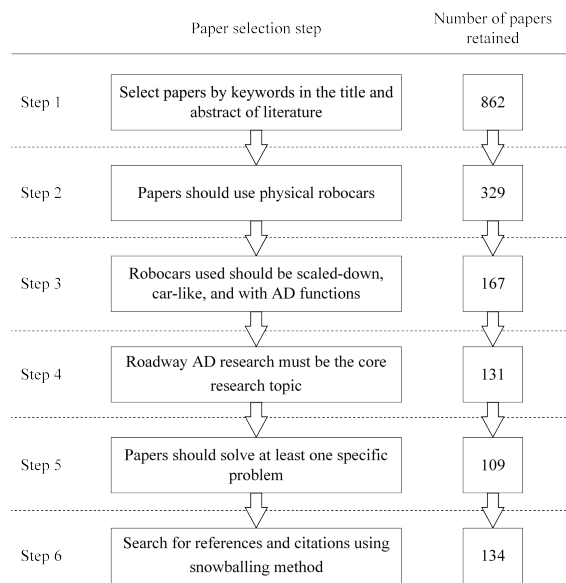 Paper selection step
Number of papers
retained
Step 1
Select papers by keywords in the title and
abstract of literature
862
Step 2
Papers should use physical robocars
329
Step 3
Robocars used should be scaled-down,
car-like, and with AD functions
167
Step 4
Roadway AD research must be the core
research topic
131
Step 5
Papers should solve at least one specific
problem
109
Step 6
Search for references and citations using
snowballing method
134